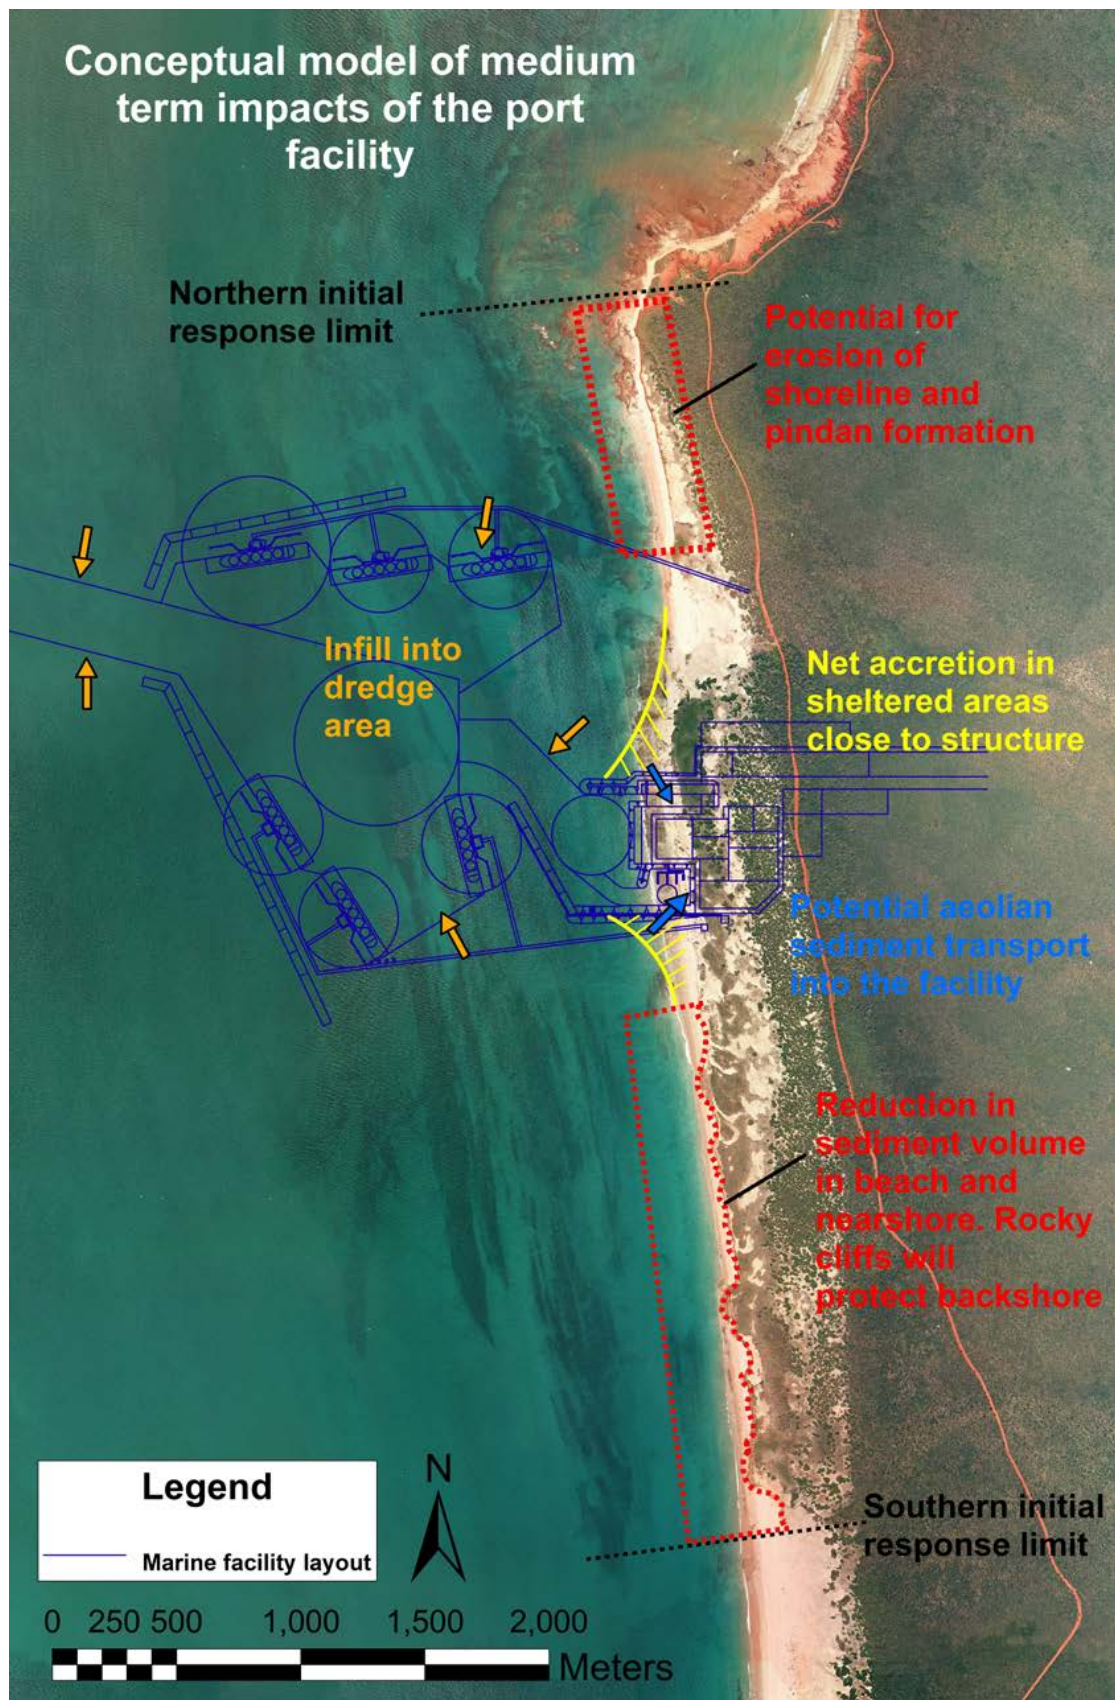 Conceptual model of medium
term impacts of the port
facility
Northern initial
response limit
Potential for
erosion of
shoreline and
pindan formation
Infill into
dredge
area
Net accretion in
sheltered areas
close to structure
Potential aeolian
sediment transport
into the facility
Reduction in
sediment volume
in beach and
nearshore. Rocky
cliffs will
protect backshore
Southern initial
response limit
Legend
Marine facility layout
N
0 250 500 1,000 1,500 2,000
Meters